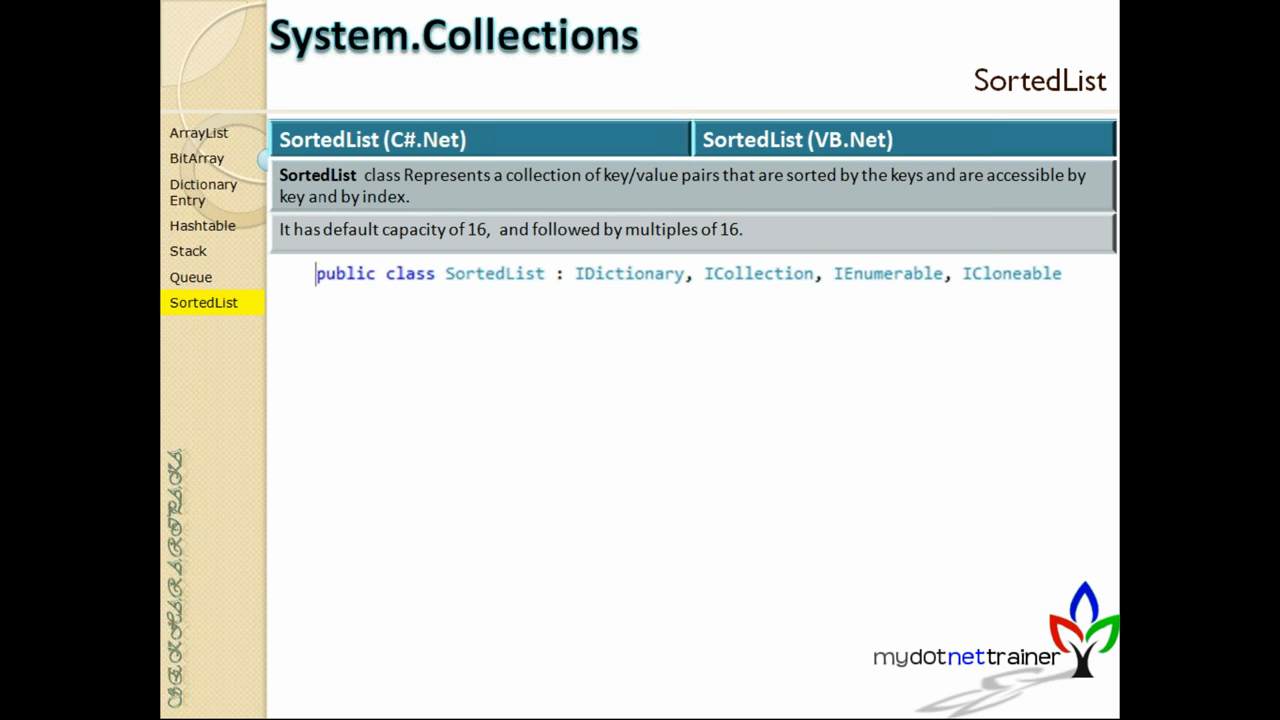 System.Collections
SortedList
ArrayList
BitArray
Dictionary
Entry
Hashtable
Stack
Queue
SortedList
SortedList (C#.Net)
SortedList (VB.Net)
SortedList class Represents a collection of key/value pairs that are sorted by the keys and are accessible by
key and by index.
It has default capacity of 16, and followed by multiples of 16.
public class SortedList : IDictionary, ICollection, IEnumerable, ICloneable
mydotnettrainer